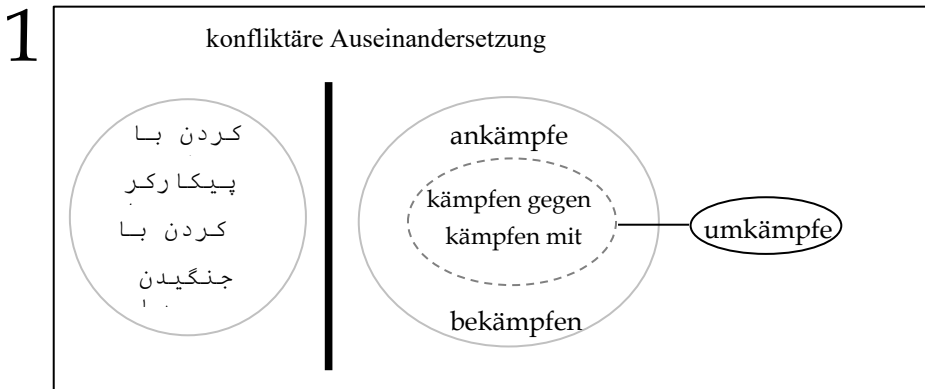 1
konfliktäre Auseinandersetzung
کردن با
پیکارکر
کردن با
جنگیدن
ankämpfe
kämpfen gegen
kämpfen mit
bekämpfen
umkämpfe